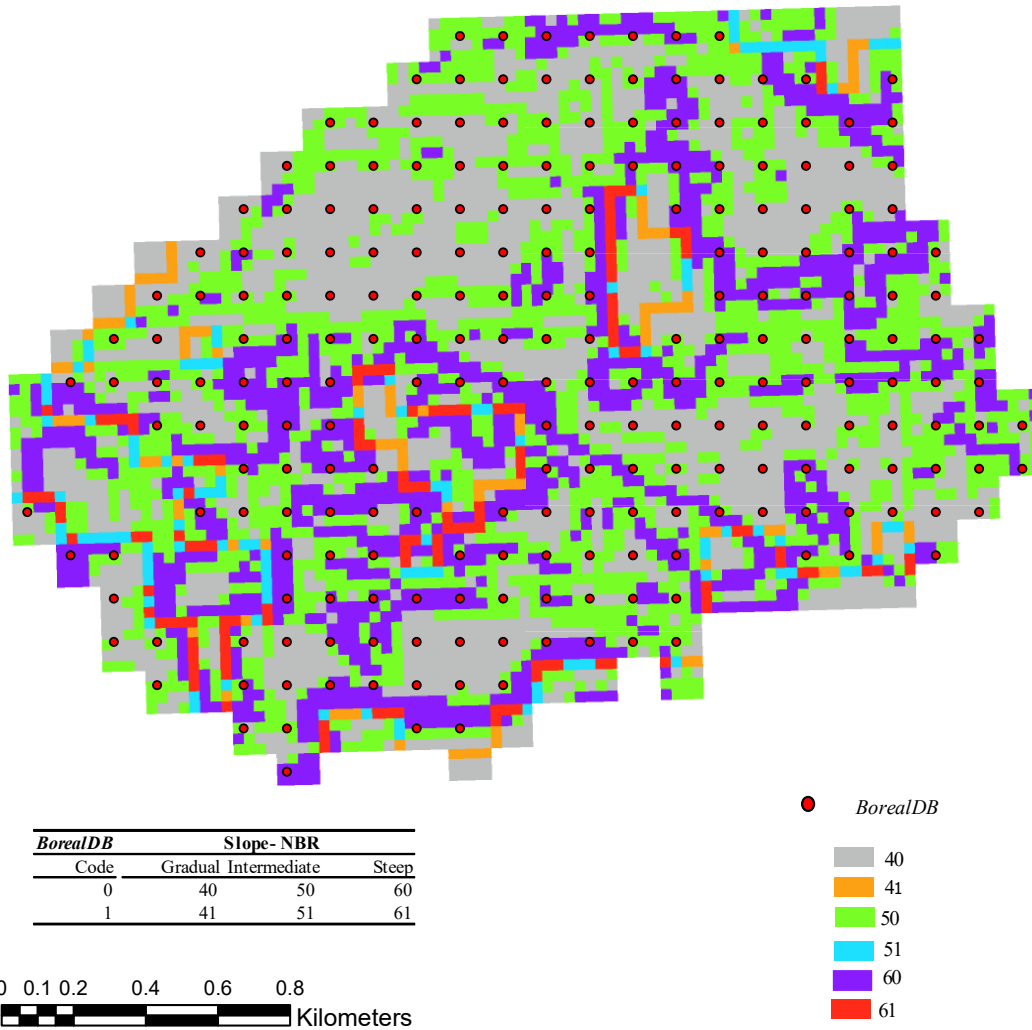 BorealDB
BorealDB Slope- NBR
Code Gradual Intermediate Steep
0 40 50 60
1 41 51 61
40
41
50
51
60
61
0 0.1 0.2 0.4 0.6 0.8
Kilometers